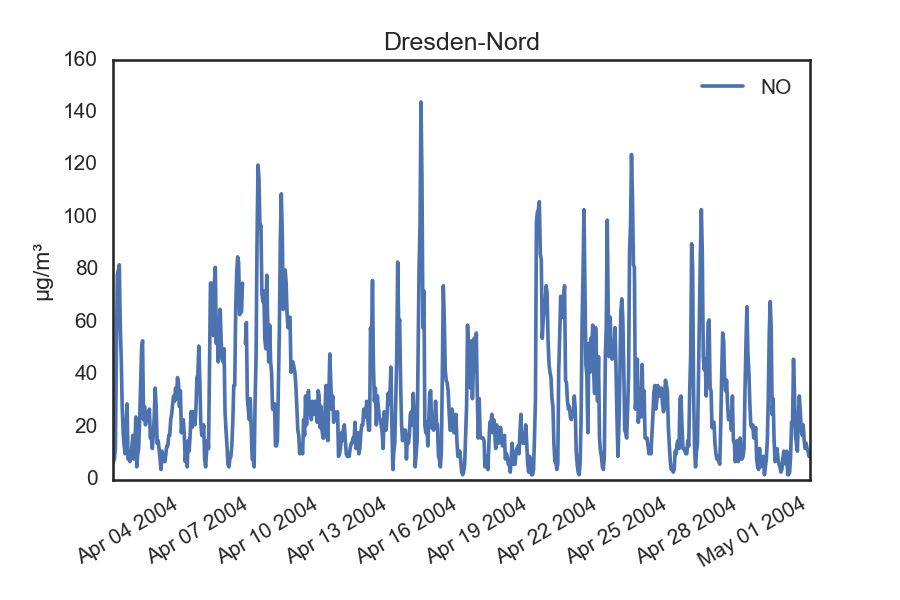 Dresden-Nord
NO
µg/m³
160
140
120
100
80
60
40
20
0
Apr 04 2004
Apr 07 2004
Apr 10 2004
Apr 13 2004
Apr 16 2004
Apr 19 2004
Apr 22 2004
Apr 25 2004
Apr 28 2004
May 01 2004